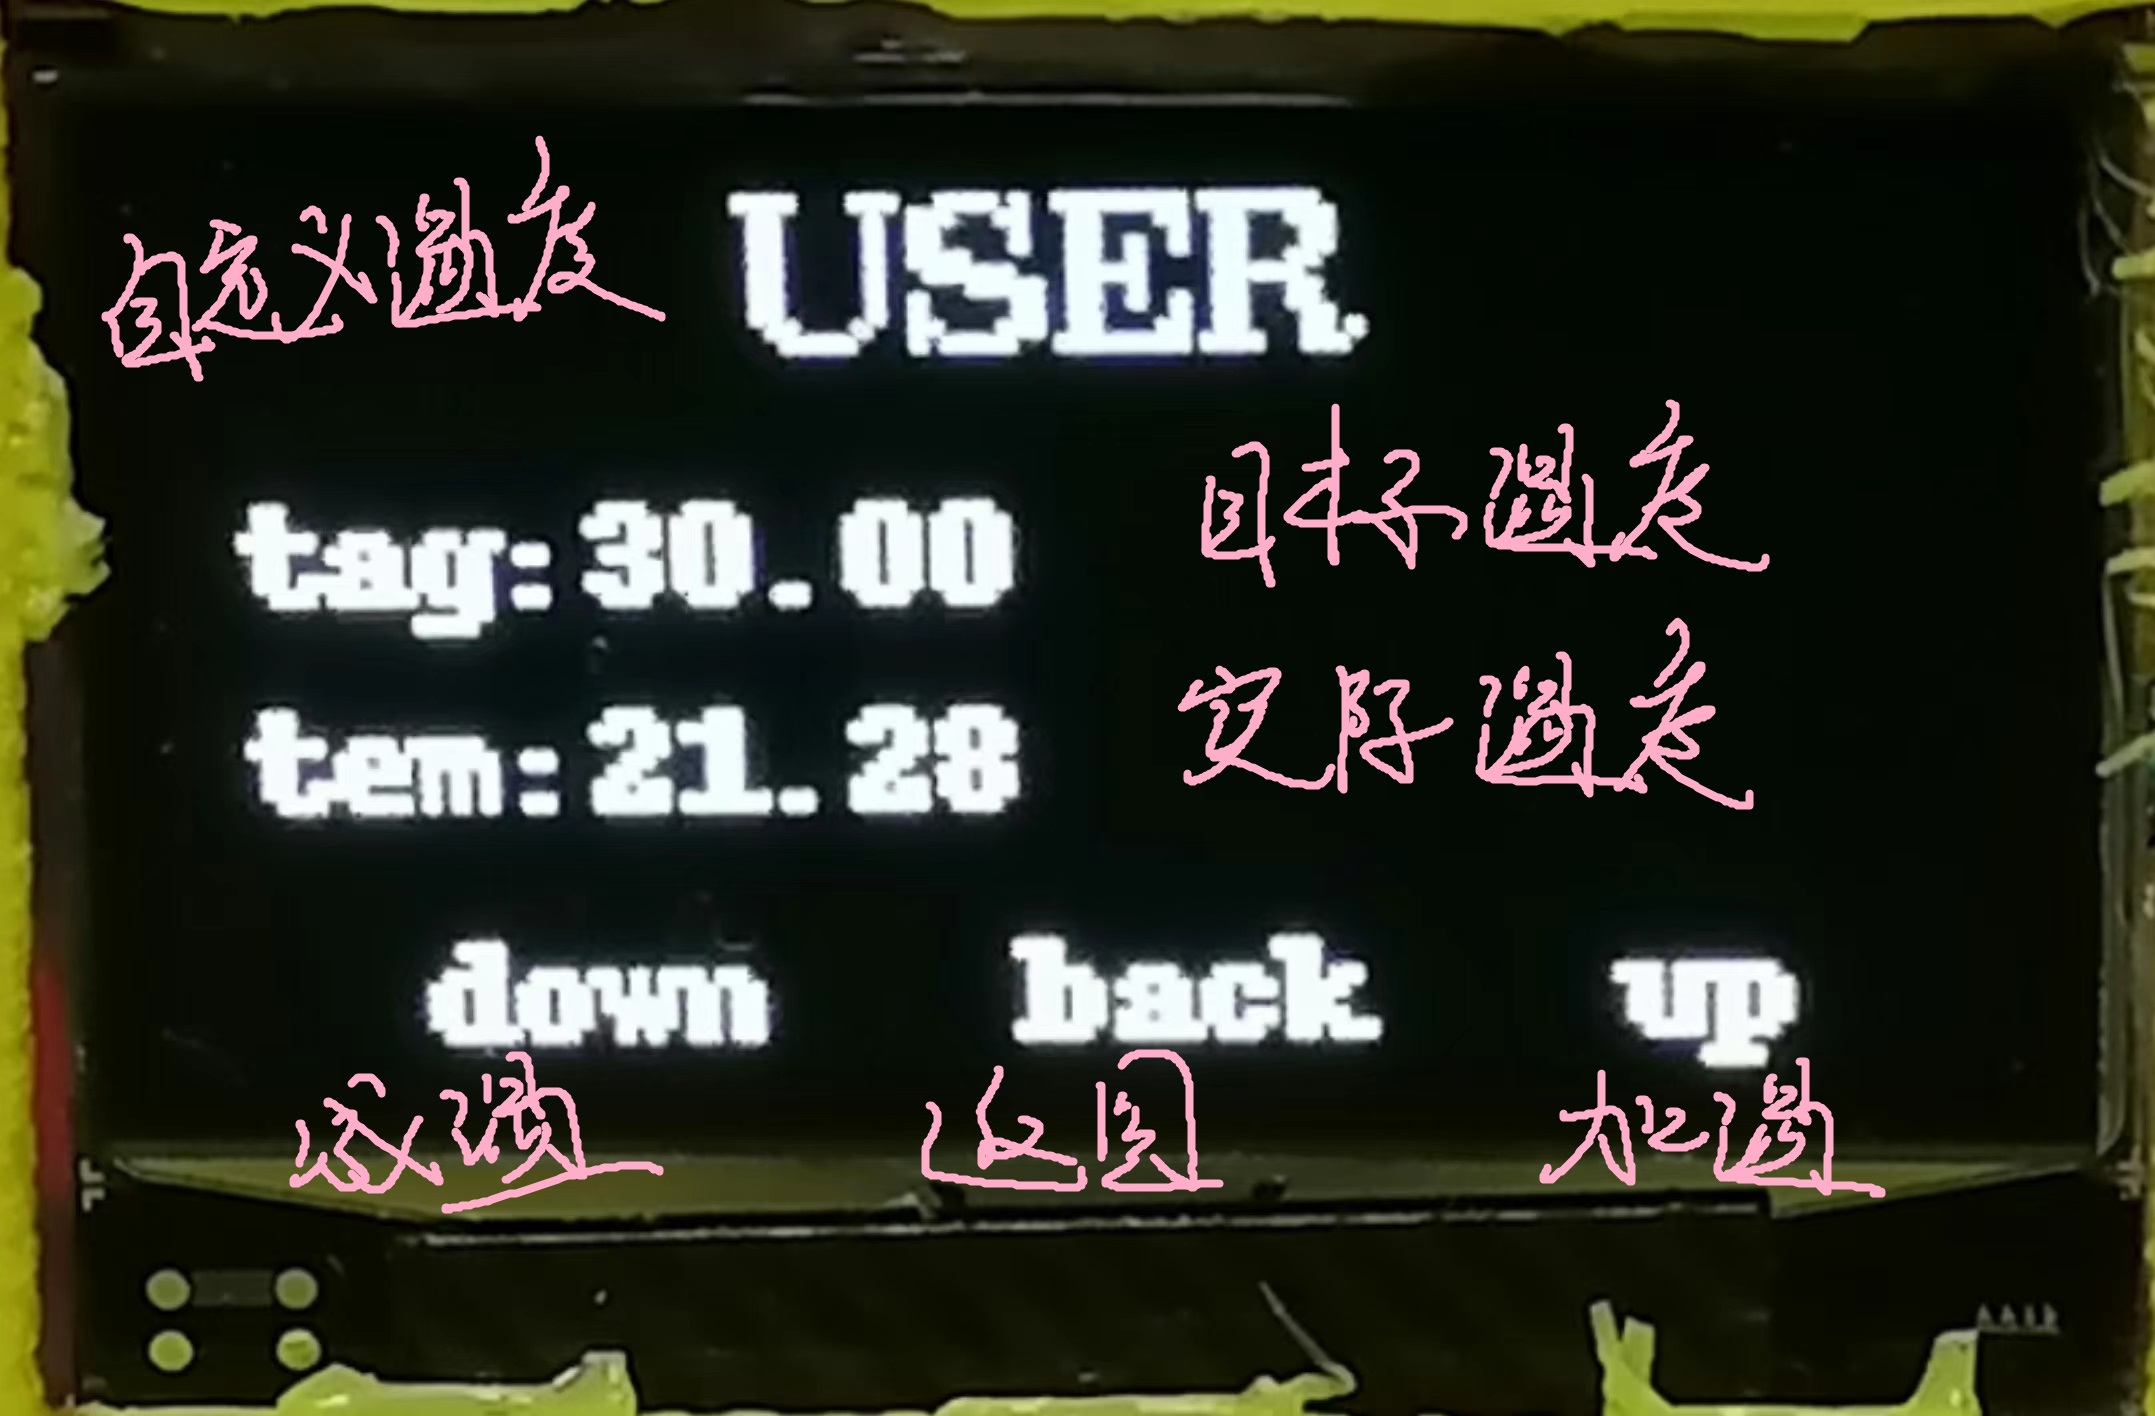 自定义温度 USER
tag:30.00 目标温度
tem:21.28 实际温度
down back up
减温 返回 加温